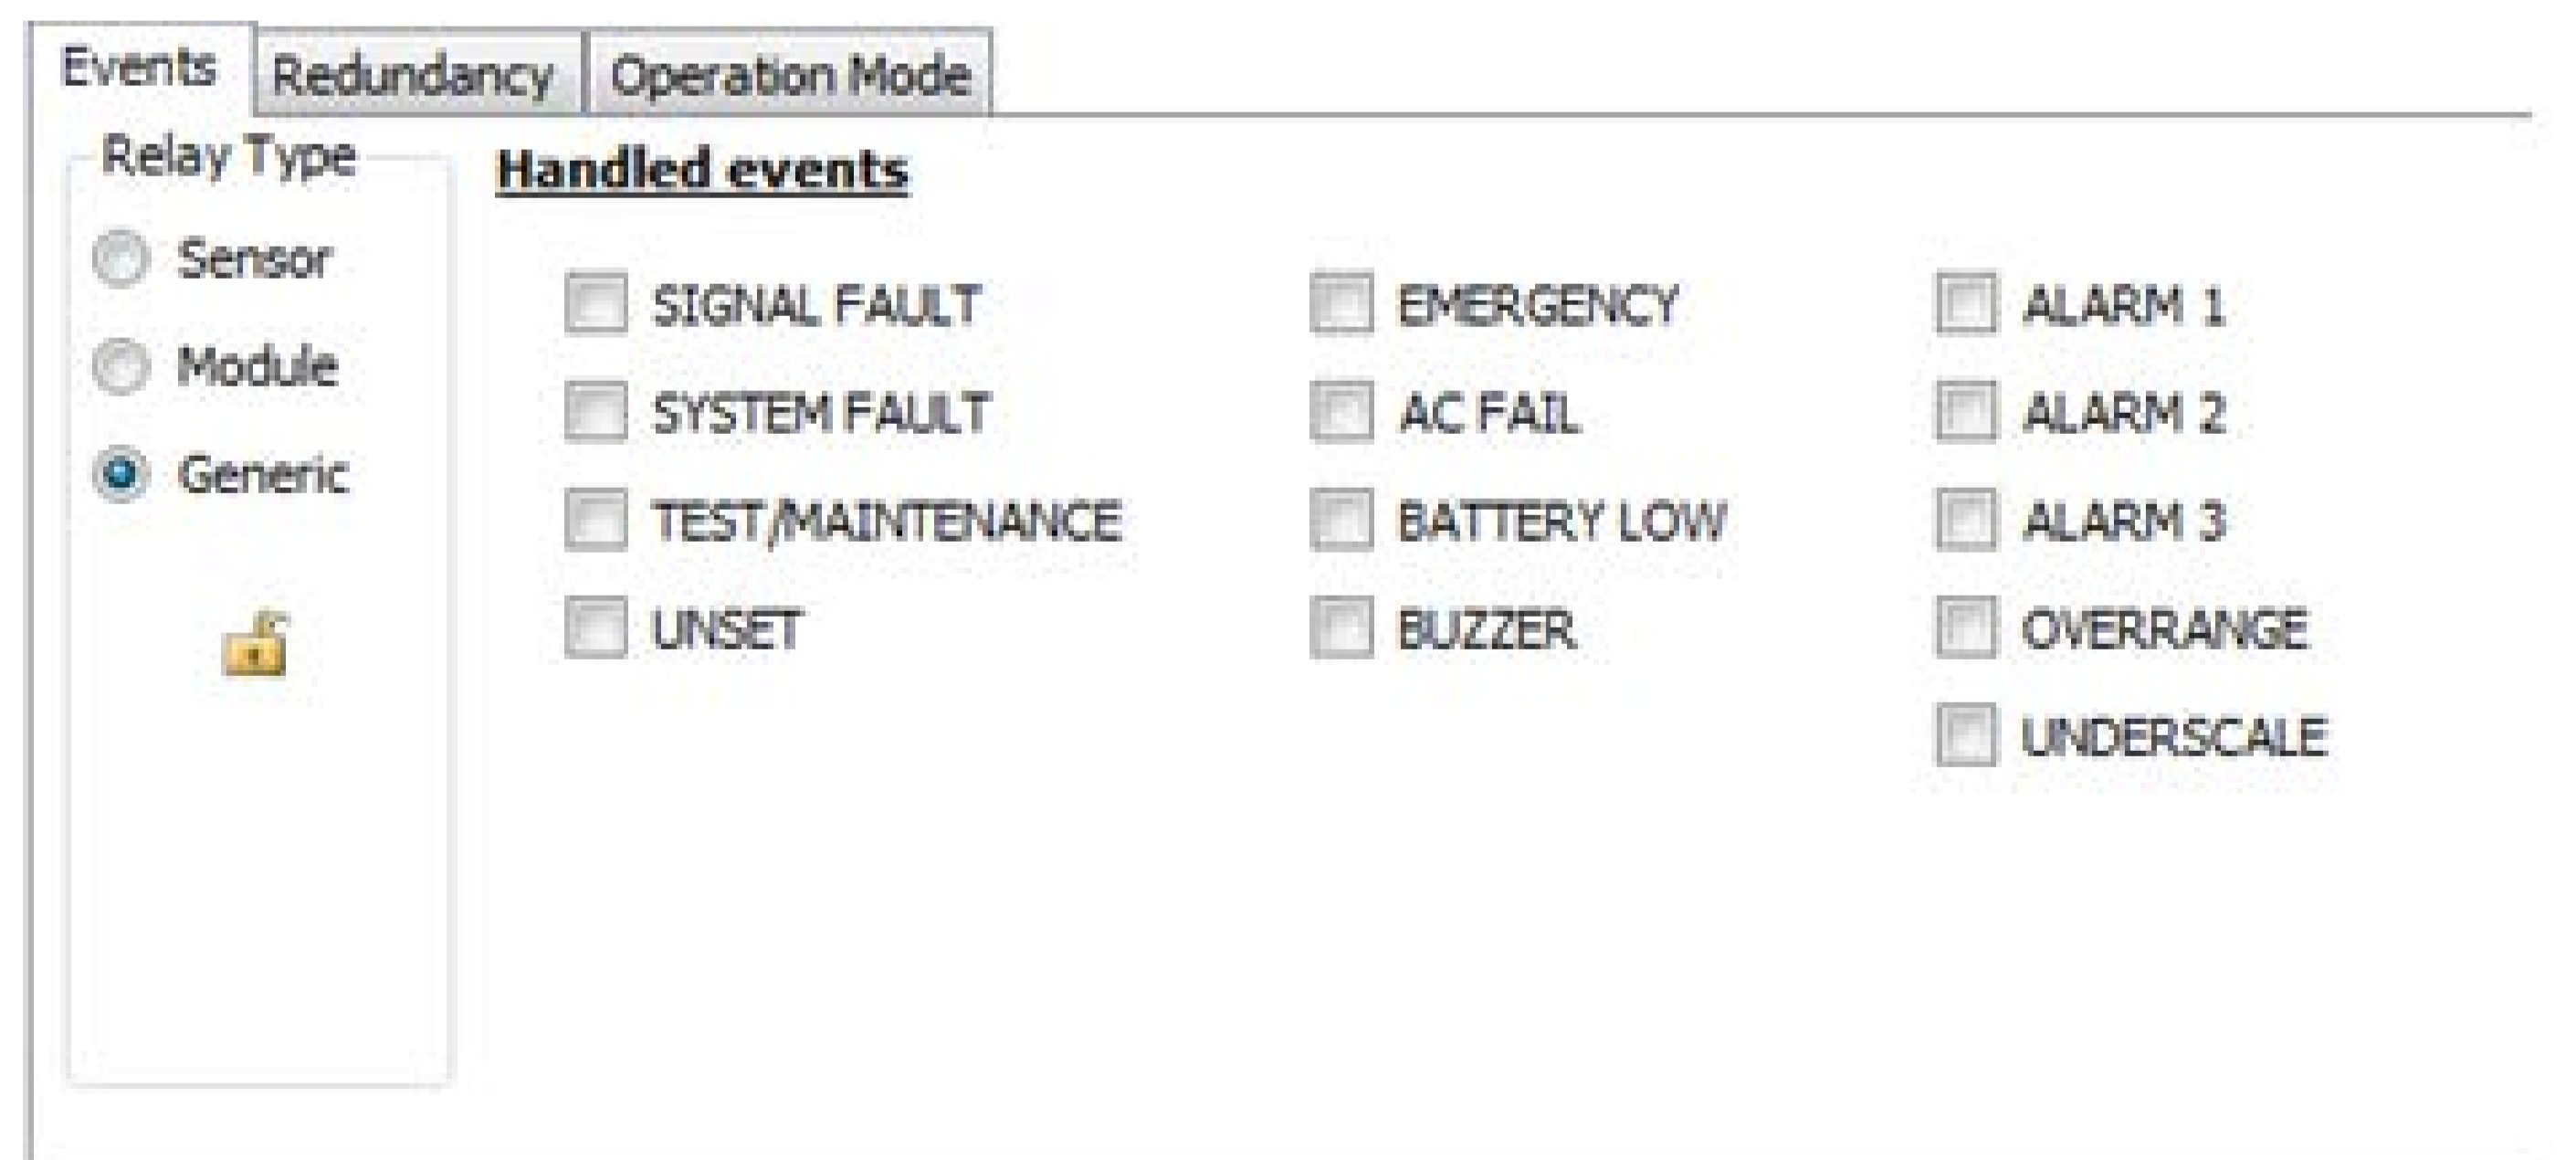 Events Redundancy Operation Mode
Relay Type
Sensor
Module
Generic
Handled events
SIGNAL FAULT EMERGENCY ALARM 1
SYSTEM FAULT AC FAIL ALARM 2
TEST/MAINTENANCE BATTERY LOW ALARM 3
UNSET BUZZER OVERRANGE
UNDERSCALE